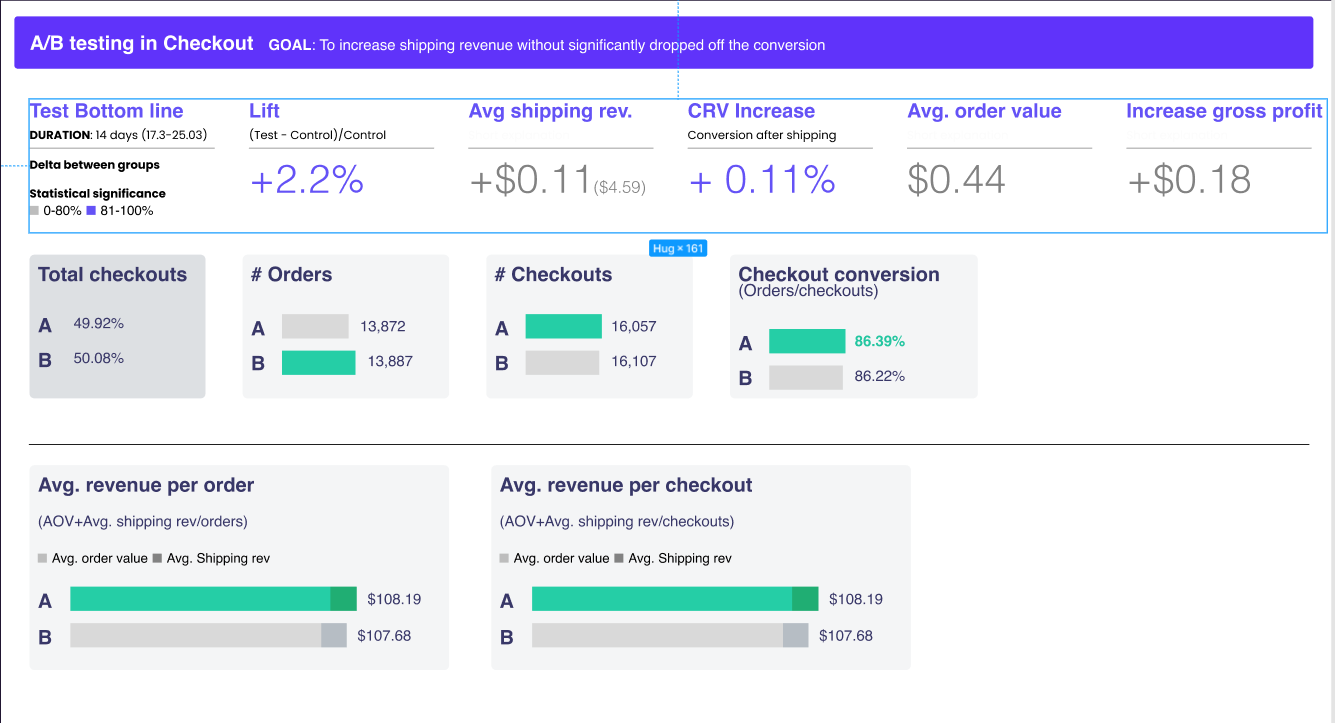 A/B testing in Checkout GOAL: To increase shipping revenue without significantly dropped off the conversion
Test Bottom line
DURATION: 14 days (17.3-25.03)
Delta between groups
Statistical significance
0-80% 81-100%
Lift
(Test - Control)/Control
+2.2%
Avg shipping rev.
+$0.11($4.59)
CRV Increase
Conversion after shipping
+ 0.11%
Avg. order value
$0.44
Increase gross profit
+$0.18
Hug × 161
Total checkouts
A 49.92%
B 50.08%
# Orders
A 13,872
B 13,887
# Checkouts
A 16,057
B 16,107
Checkout conversion
(Orders/checkouts)
A 86.39%
B 86.22%
Avg. revenue per order
(AOV+Avg. shipping rev/orders)
Avg. order value Avg. Shipping rev
A $108.19
B $107.68
Avg. revenue per checkout
(AOV+Avg. shipping rev/checkouts)
Avg. order value Avg. Shipping rev
A $108.19
B $107.68